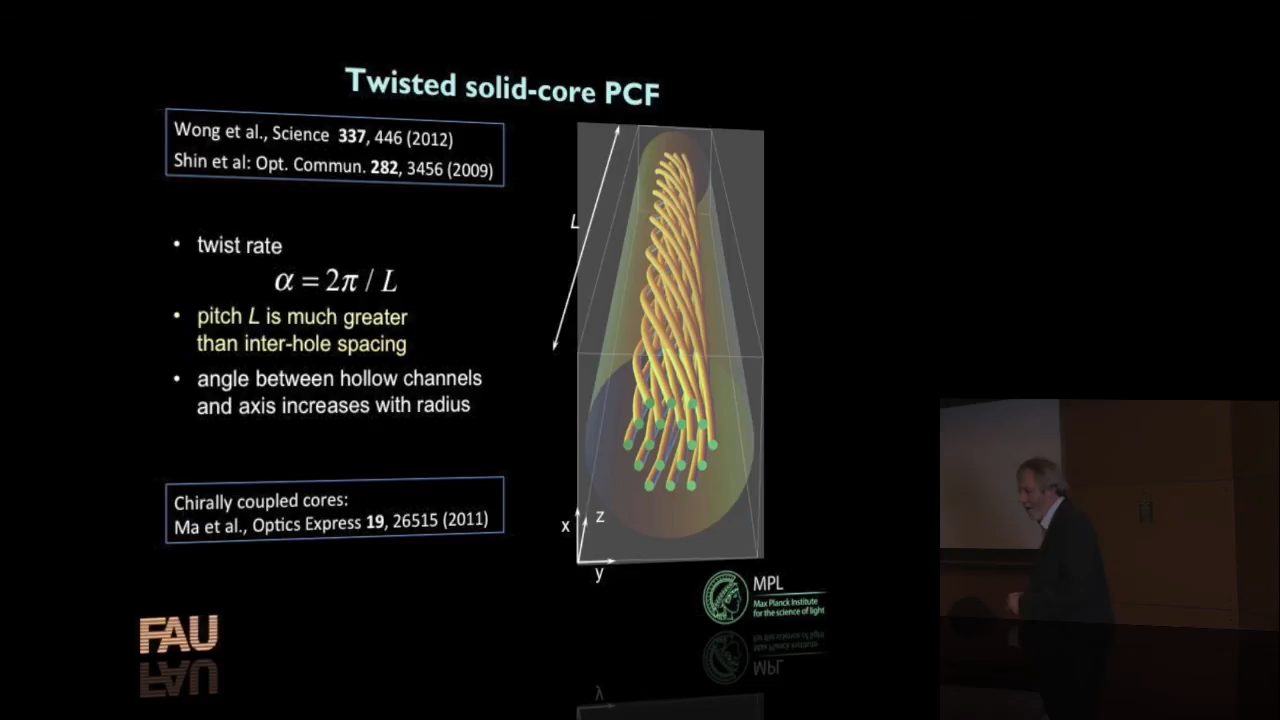 Twisted solid-core PCF
Wong et al., Science 337, 446 (2012)
Shin et al: Opt. Commun. 282, 3456 (2009)
• twist rate
α = 2π / L
• pitch L is much greater
than inter-hole spacing
• angle between hollow channels
and axis increases with radius
Chirally coupled cores:
Ma et al., Optics Express 19, 26515 (2011)
L
x
z
y
MPL
Max Planck Institute
for the science of light
FAU